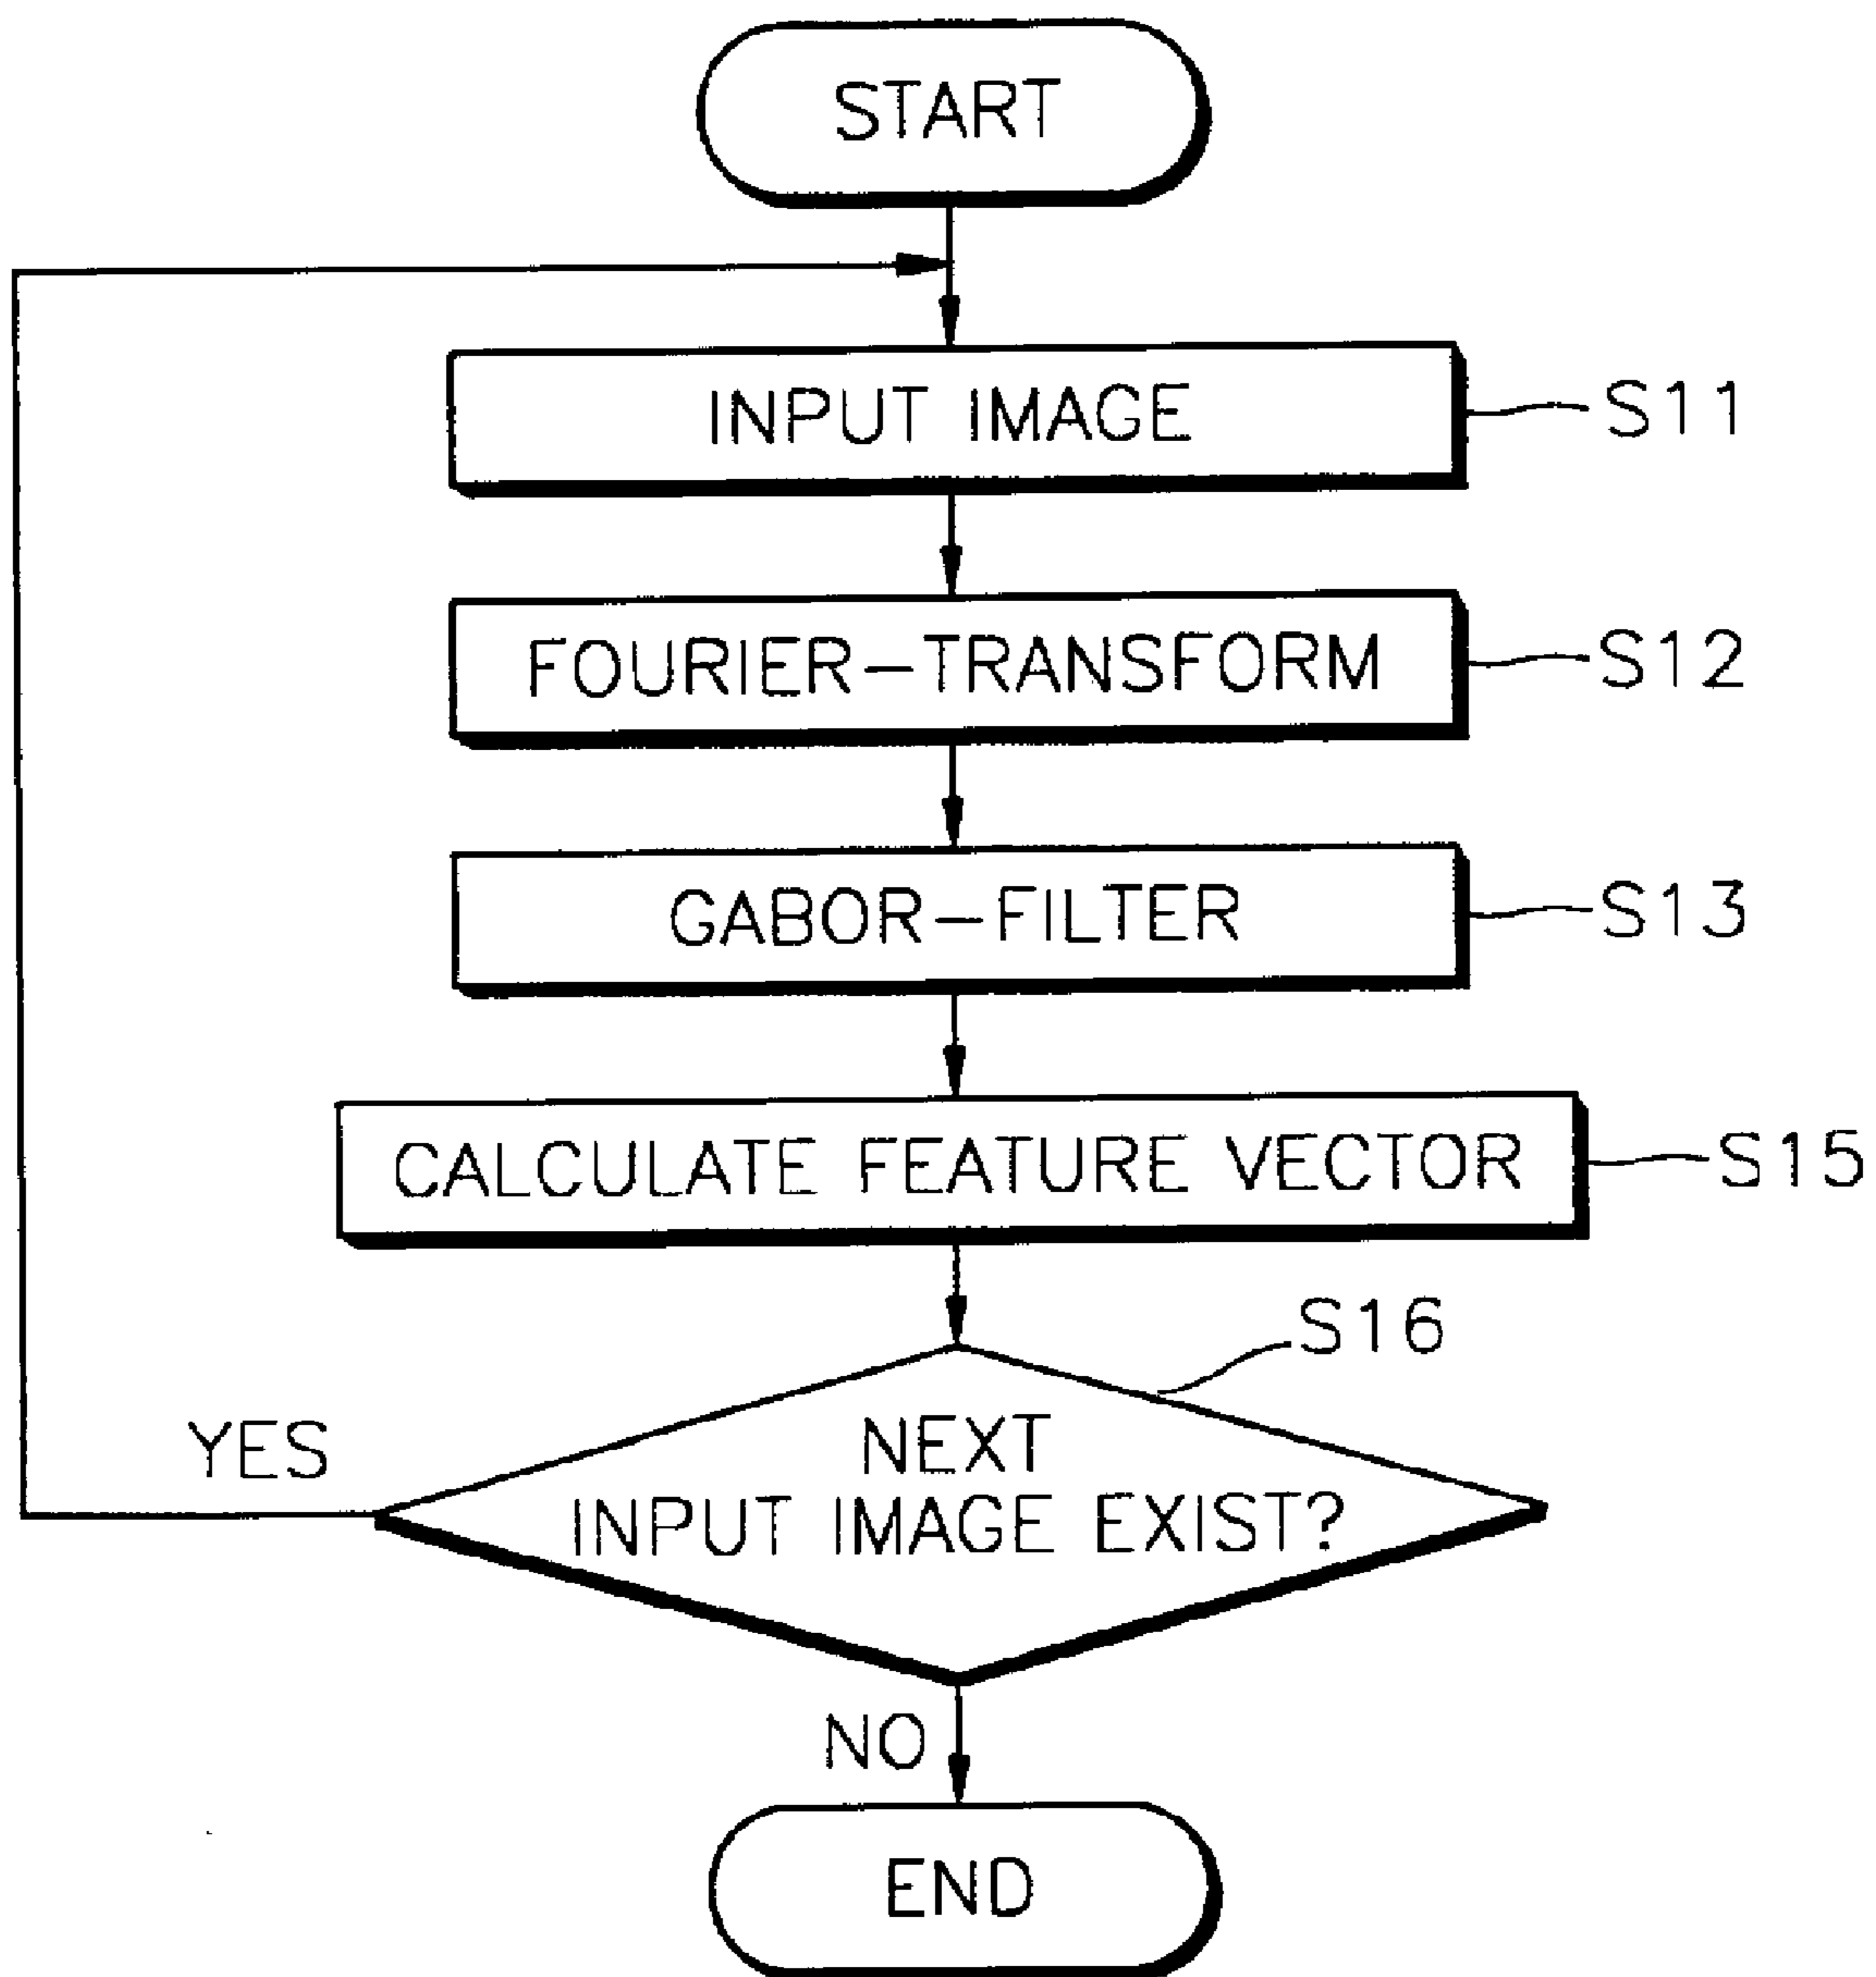 START
INPUT IMAGE
S11
FOURIER-TRANSFORM
S12
GABOR-FILTER
S13
CALCULATE FEATURE VECTOR
S15
S16
YES
NEXT
INPUT IMAGE EXIST?
NO
END